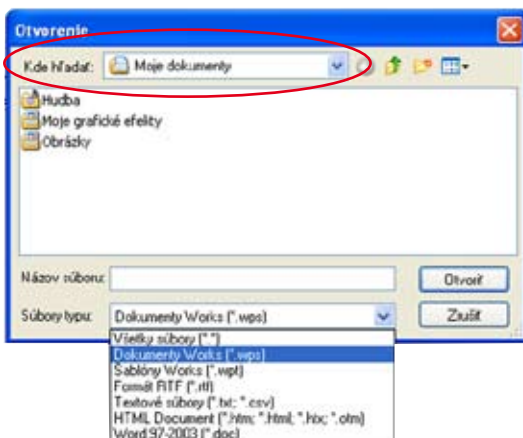 Otvorenie
Kde hľadať: Moje dokumenty
Hudba
Moje grafické efekty
Obrázky
Názov súboru: Otvoriť
Súbory typu: Dokumenty Works (*.wps) Zrušiť
Všetky súbory (*.*)
Dokumenty Works (*.wps)
Šablóny Works (*.wpt)
Formát RTF (*.rtf)
Textové súbory (*.txt; *.csv)
HTML Document (*.htm; *.html; *.htx; *.otm)
Word 97-2003 (*.doc)